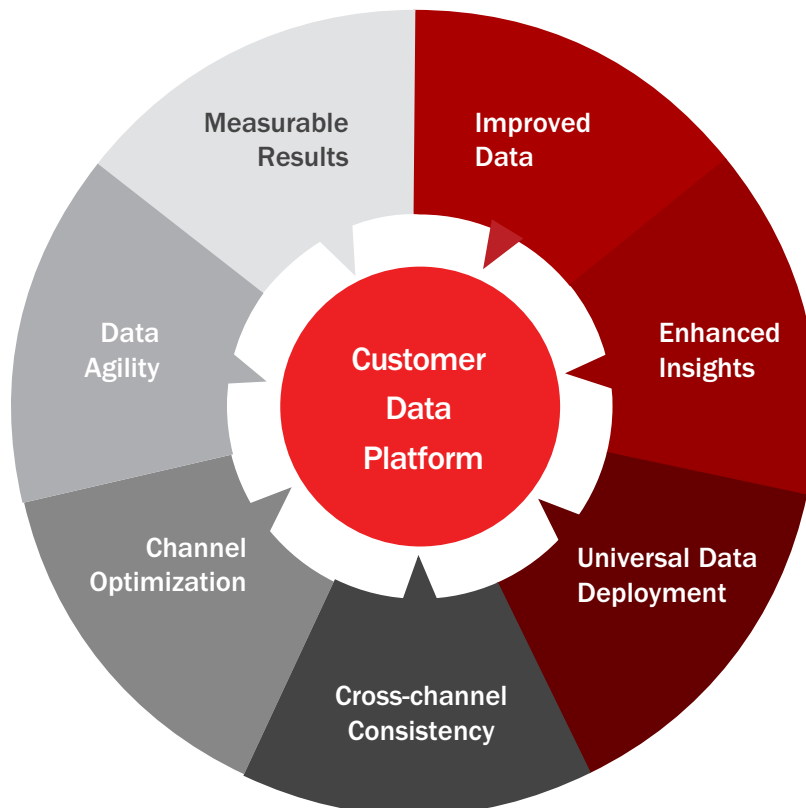 Measurable
Results
Improved
Data
Enhanced
Insights
Universal Data
Deployment
Cross-channel
Consistency
Channel
Optimization
Data
Agility
Customer
Data
Platform